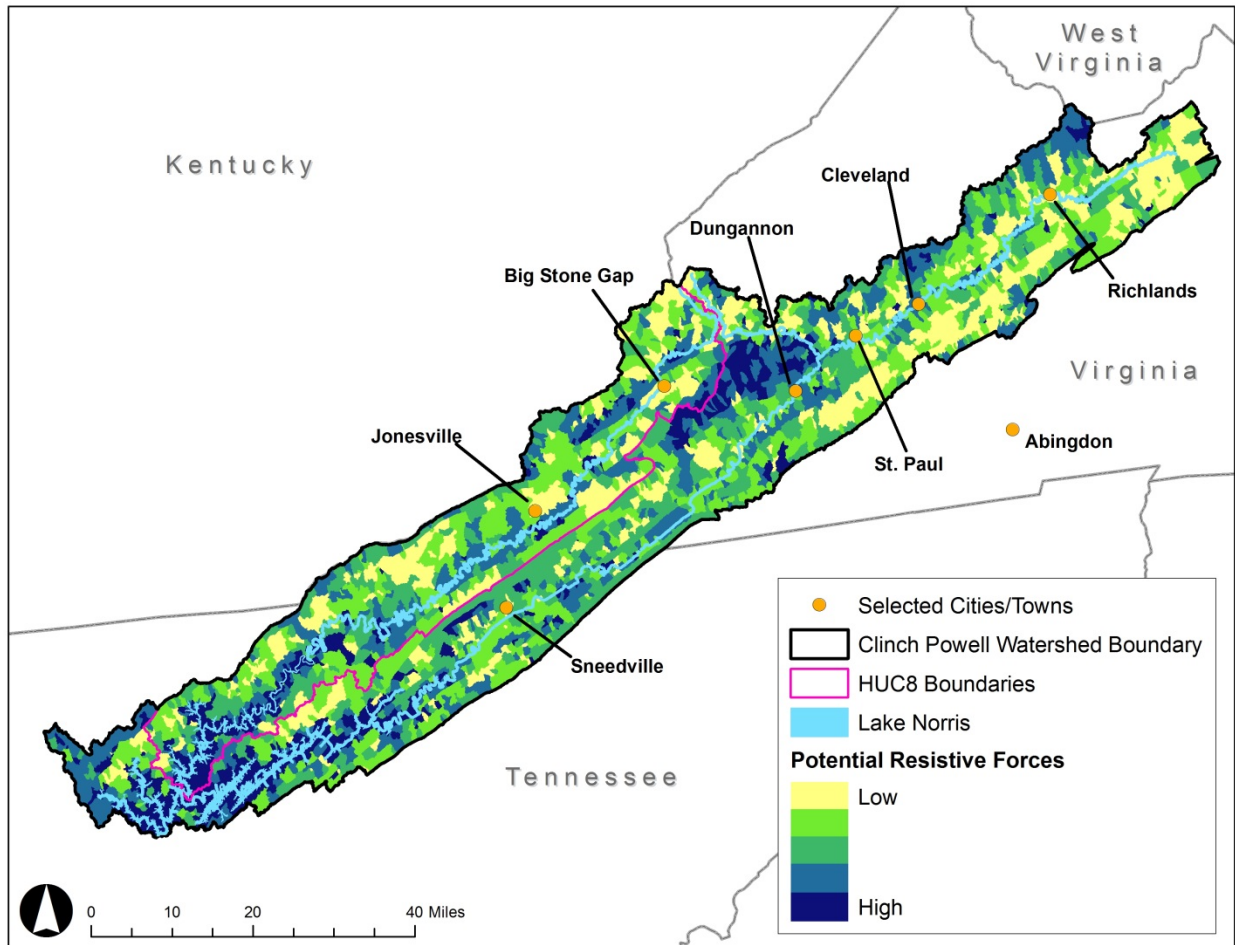 West
Virginia
Kentucky
Cleveland
Dungannon
Big Stone Gap
Richlands
Virginia
Jonesville
Abingdon
St. Paul
Sneedville
Tennessee
Selected Cities/Towns
Clinch Powell Watershed Boundary
HUC8 Boundaries
Lake Norris
Potential Resistive Forces
Low
High
0 10 20 40 Miles